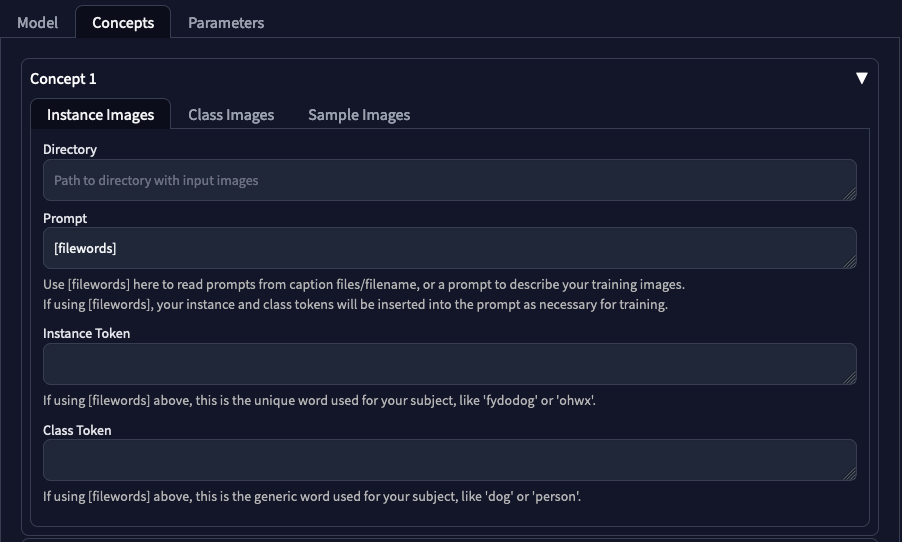 Model Concepts Parameters
Concept 1 ▼
Instance Images Class Images Sample Images
Directory
Path to directory with input images
Prompt
[filewords]
Use [filewords] here to read prompts from caption files/filename, or a prompt to describe your training images.
If using [filewords], your instance and class tokens will be inserted into the prompt as necessary for training.
Instance Token
If using [filewords] above, this is the unique word used for your subject, like 'fydodog' or 'ohwx'.
Class Token
If using [filewords] above, this is the generic word used for your subject, like 'dog' or 'person'.